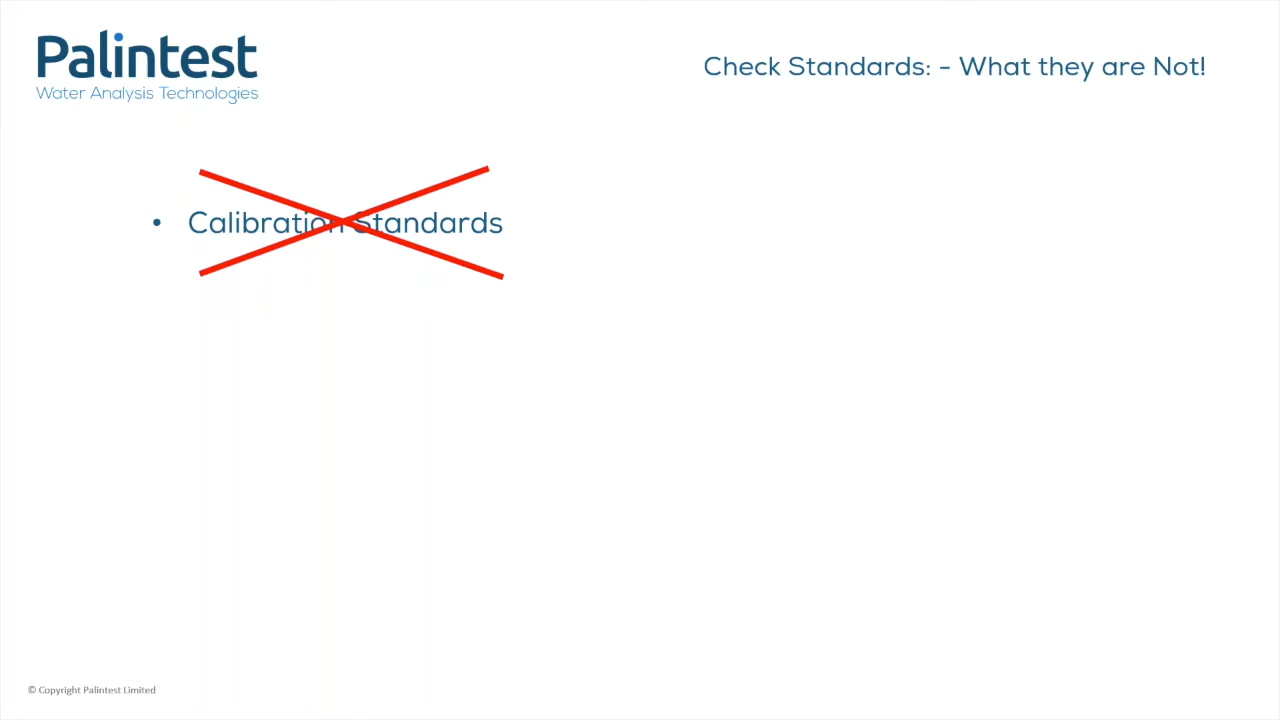 Palintest
Water Analysis Technologies
Check Standards: - What they are Not!
• Calibration Standards
© Copyright Palintest Limited